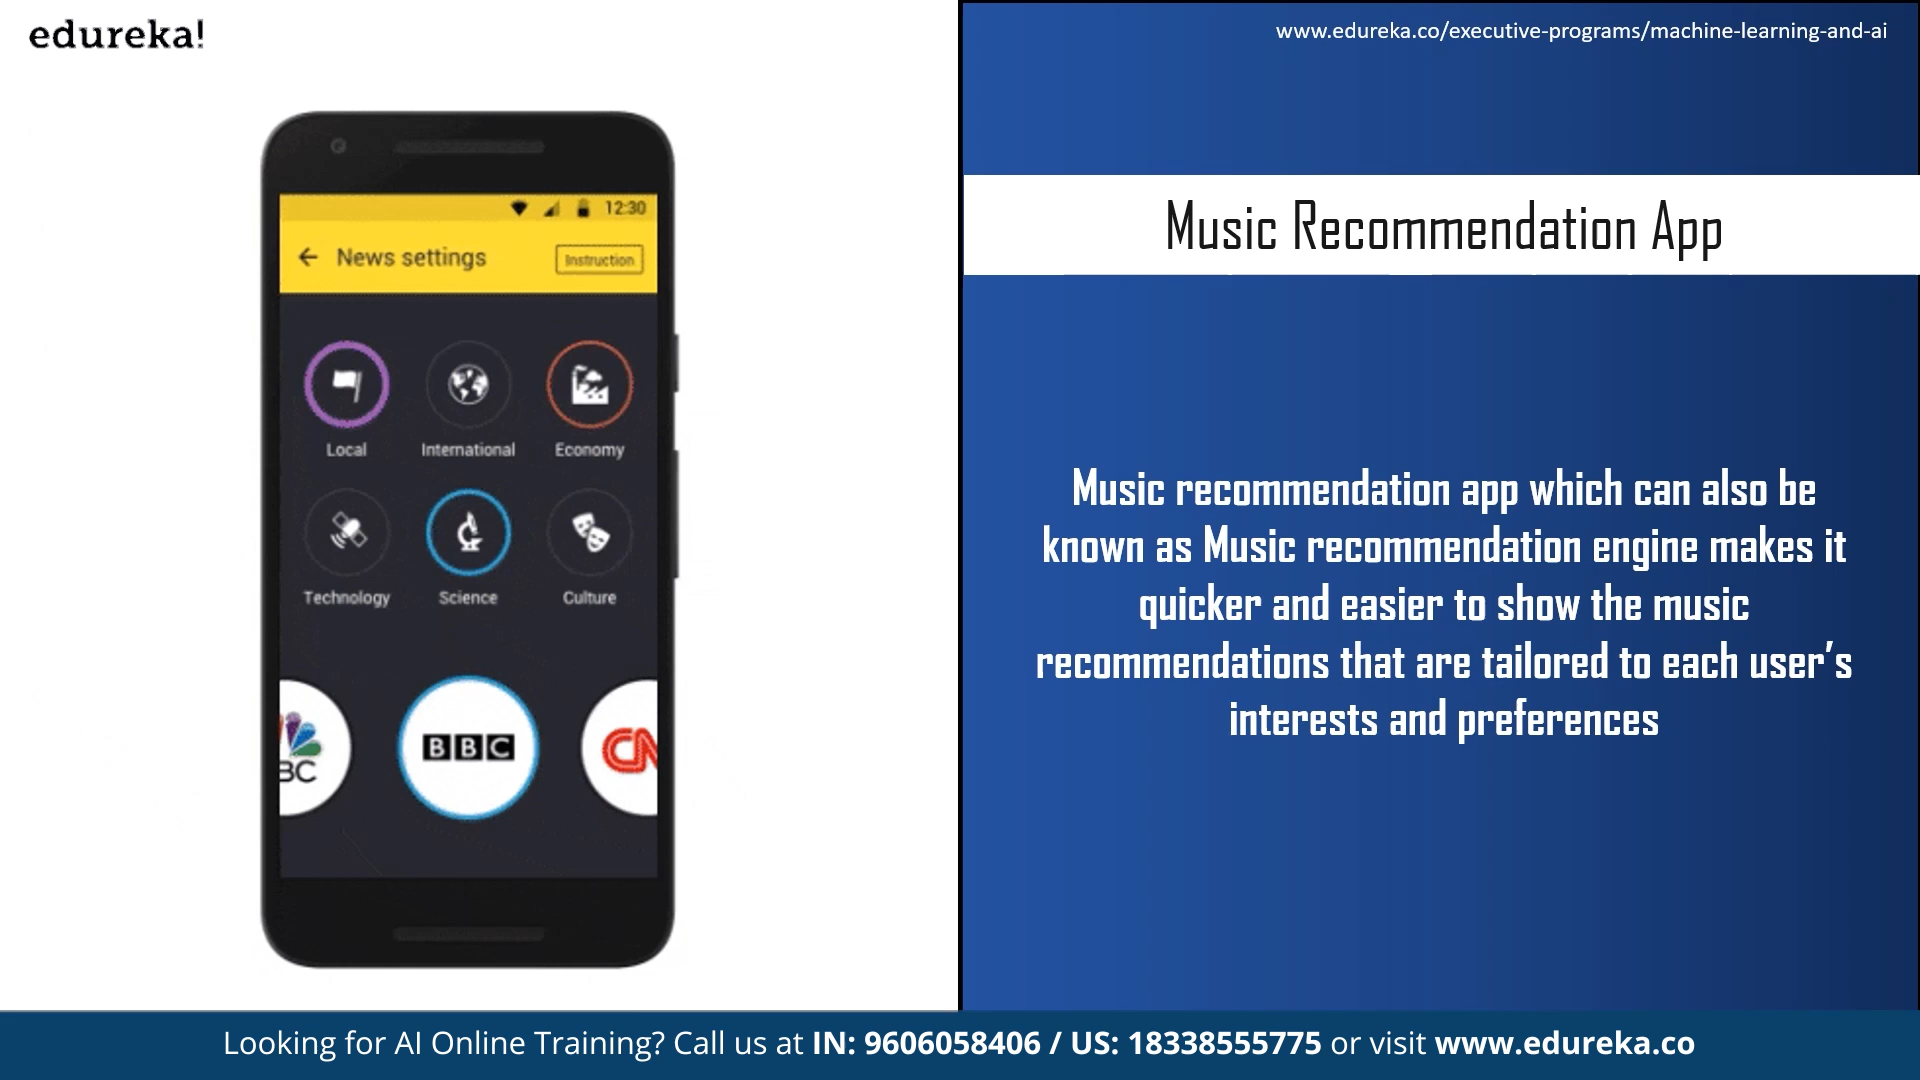 edureka!
www.edureka.co/executive-programs/machine-learning-and-ai
12:30
News settings
Instruction
Local
International
Economy
Technology
Science
Culture
BC
BBC
CN
Music Recommendation App
Music recommendation app which can also be
known as Music recommendation engine makes it
quicker and easier to show the music
recommendations that are tailored to each user’s
interests and preferences
Looking for AI Online Training? Call us at IN: 9606058406 / US: 18338555775 or visit www.edureka.co